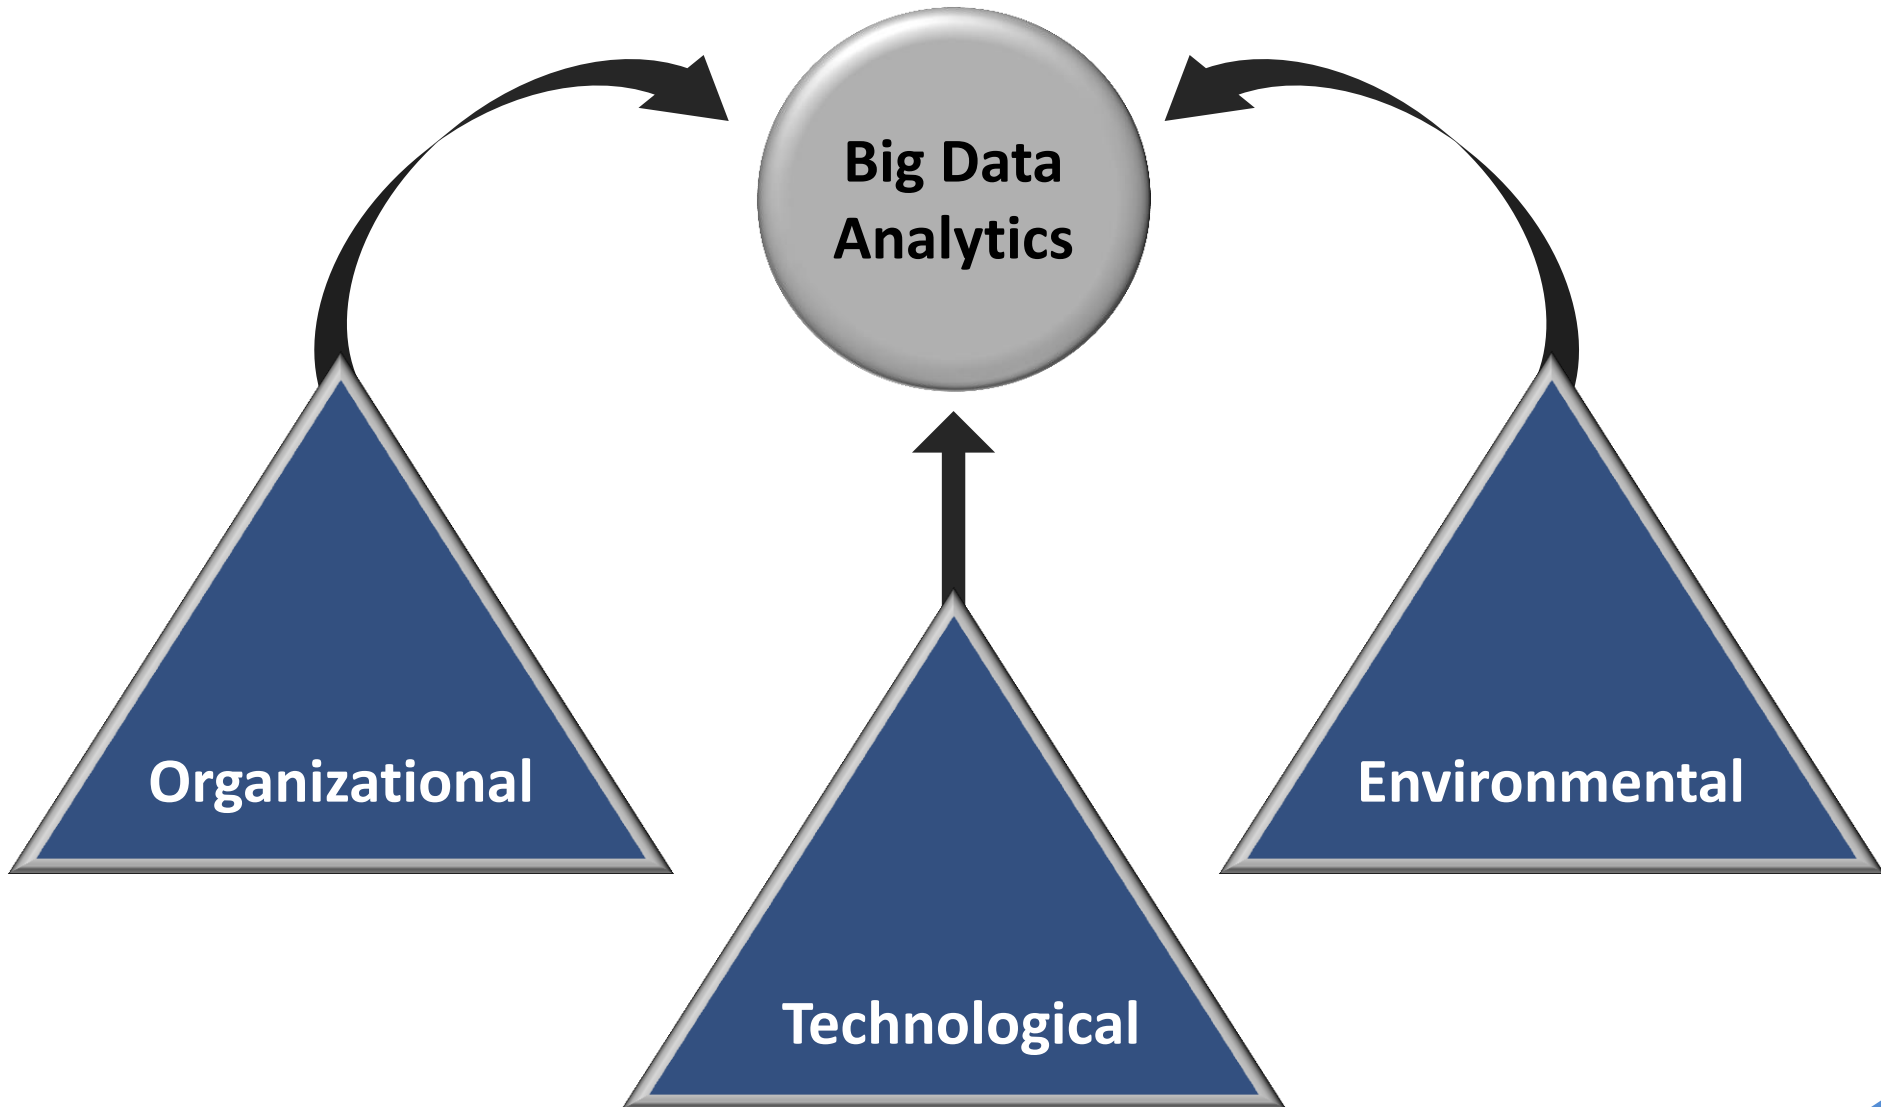 Big Data
Analytics
Organizational
Environmental
Technological